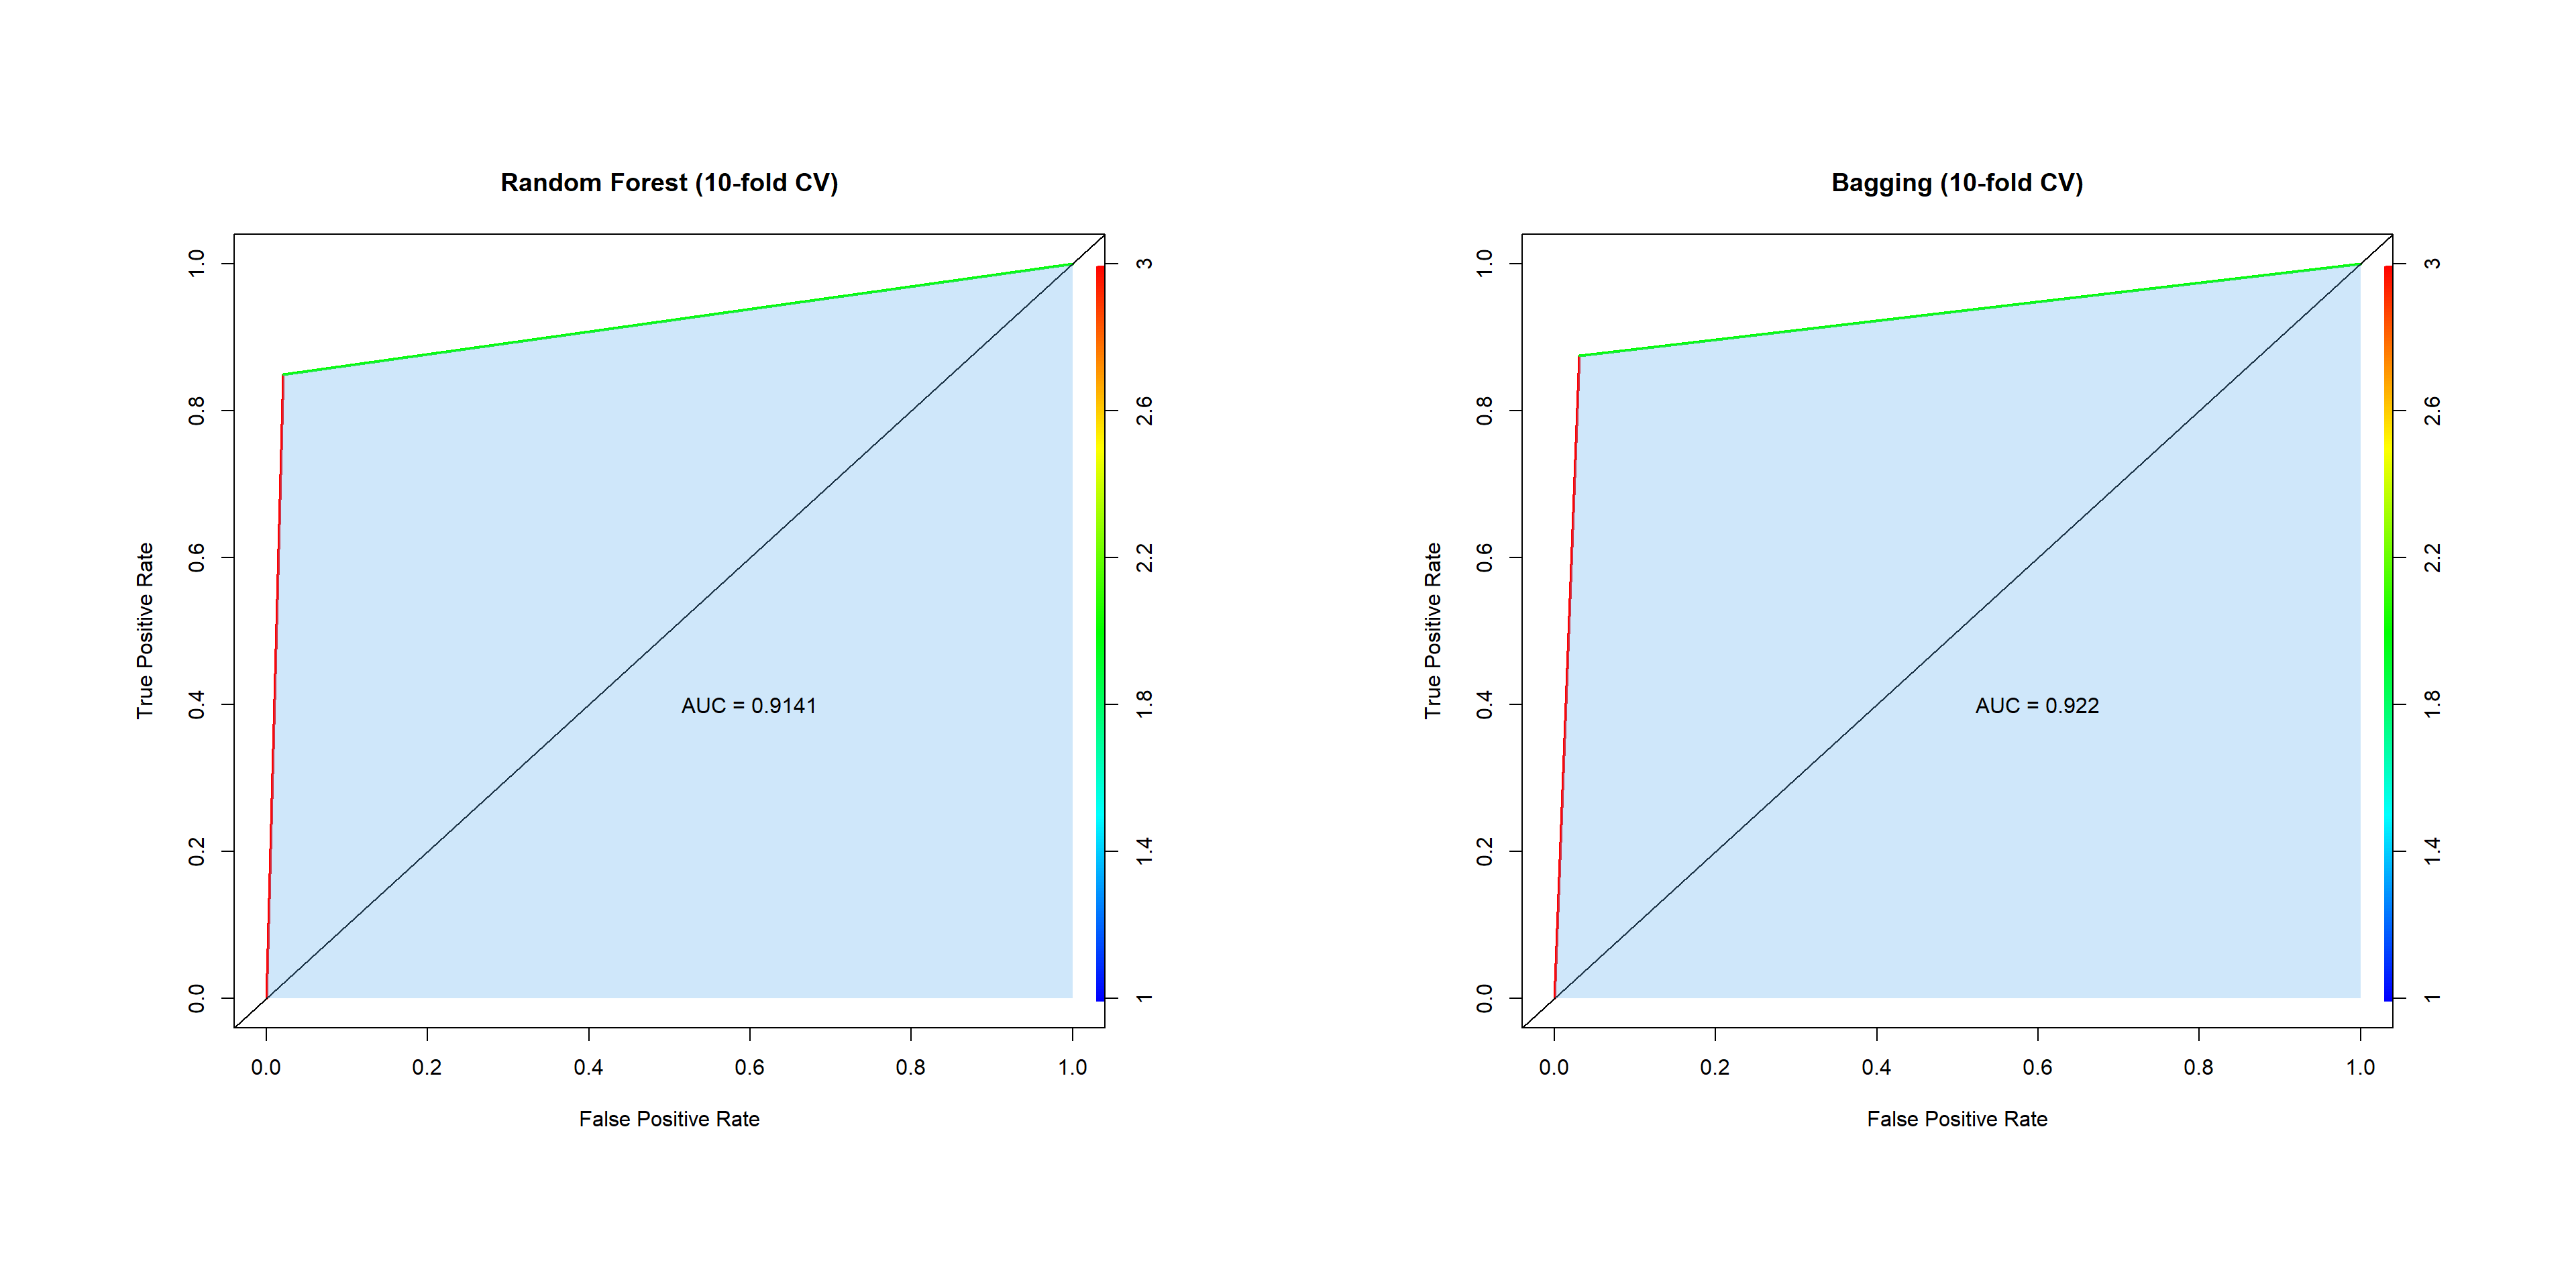 Random Forest (10-fold CV)
True Positive Rate
1.0
0.8
0.6
0.4
0.2
0.0
AUC = 0.9141
3
2.6
2.2
1.8
1.4
1
0.0 0.2 0.4 0.6 0.8 1.0
False Positive Rate
Bagging (10-fold CV)
True Positive Rate
1.0
0.8
0.6
0.4
0.2
0.0
AUC = 0.922
3
2.6
2.2
1.8
1.4
1
0.0 0.2 0.4 0.6 0.8 1.0
False Positive Rate